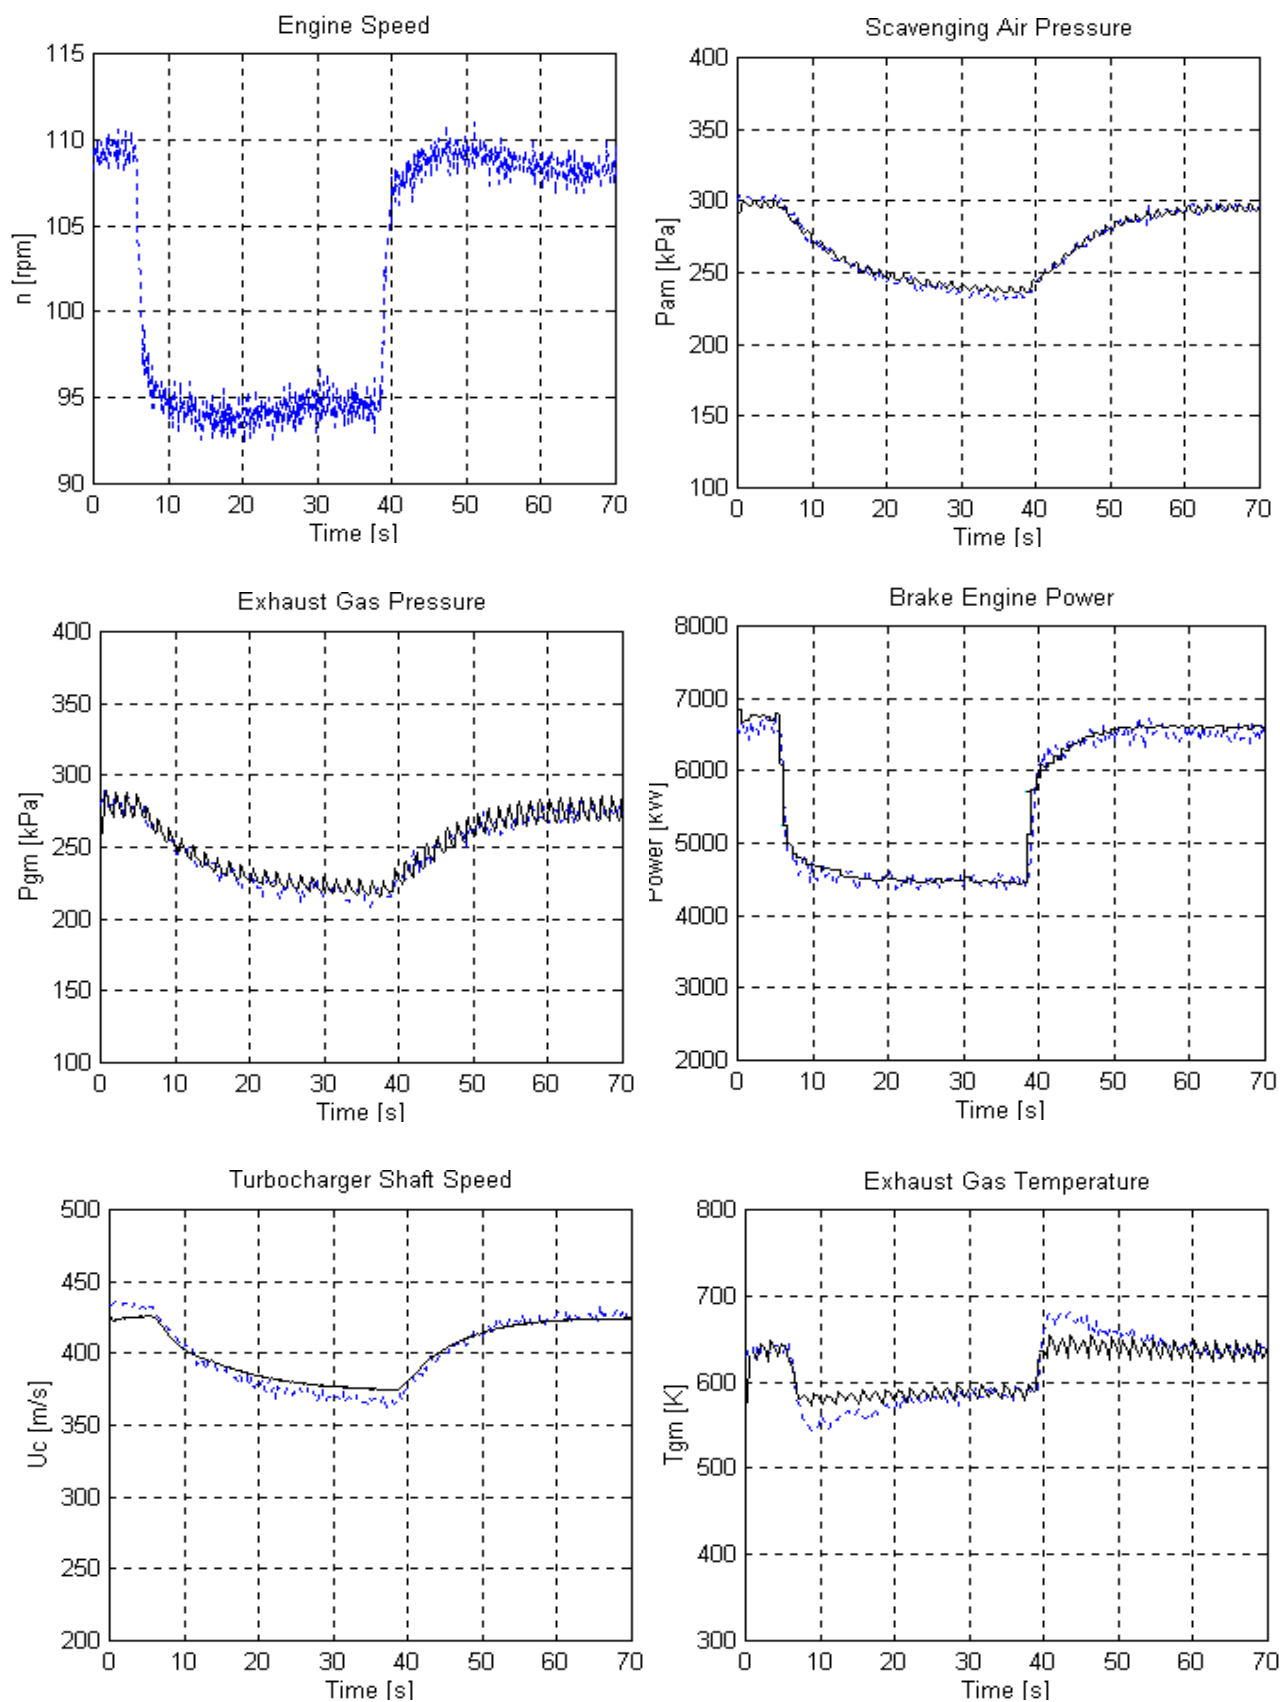 Engine Speed
115
110
105
100
95
90
n [rpm]
0 10 20 30 40 50 60 70
Time [s]
Scavenging Air Pressure
400
350
300
250
200
150
100
Pam [kPa]
0 10 20 30 40 50 60 70
Time [s]
Exhaust Gas Pressure
400
350
300
250
200
150
100
Pgm [kPa]
0 10 20 30 40 50 60 70
Time [s]
Brake Engine Power
8000
7000
6000
5000
4000
3000
2000
Power [kW]
0 10 20 30 40 50 60 70
Time [s]
Turbocharger Shaft Speed
500
450
400
350
300
250
200
Uc [m/s]
0 10 20 30 40 50 60 70
Time [s]
Exhaust Gas Temperature
800
700
600
500
400
300
Tgm [K]
0 10 20 30 40 50 60 70
Time [s]